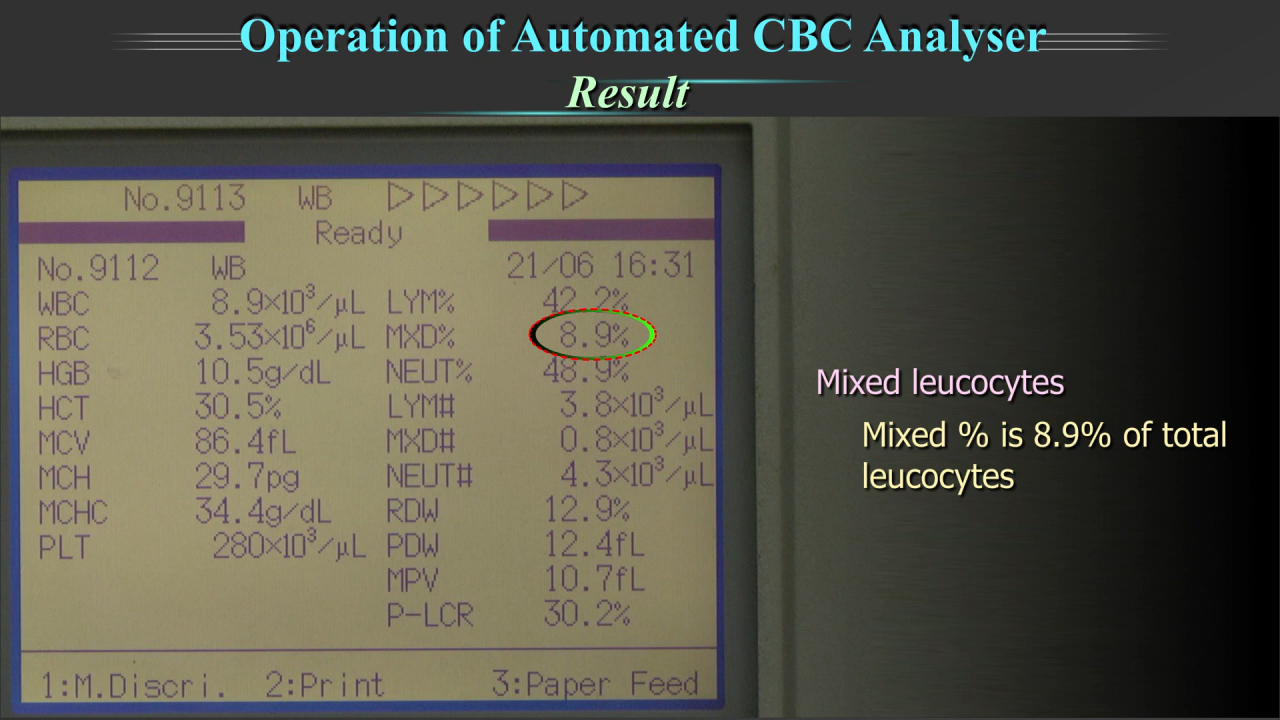 Operation of Automated CBC Analyser
Result
No.9113 WB ▷▷▷▷▷▷
Ready
No.9112 WB 21/06 16:31
WBC 8.9×10³/μL LYM% 42.2%
RBC 3.53×10⁶/μL MXD% 8.9%
HGB 10.5g/dL NEUT% 48.9%
HCT 30.5% LYM# 3.8×10³/μL
MCV 86.4fL MXD# 0.8×10³/μL
MCH 29.7pg NEUT# 4.3×10³/μL
MCHC 34.4g/dL RDW 12.9%
PLT 280×10³/μL PDW 12.4fL
MPV 10.7fL
P-LCR 30.2%
1:M.Discri. 2:Print 3:Paper Feed
Mixed leucocytes
Mixed % is 8.9% of total
leucocytes